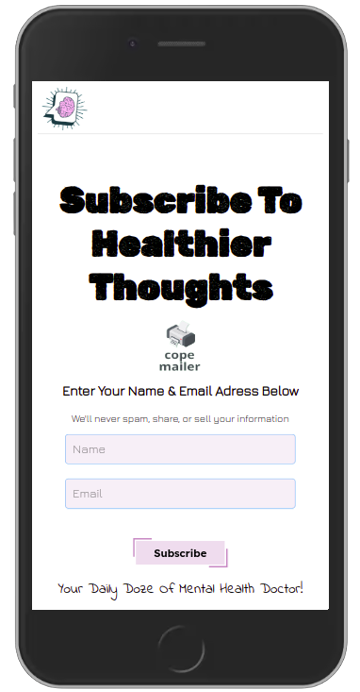 Subscribe To
Healthier
Thoughts
cope
mailer
Enter Your Name & Email Adress Below
We'll never spam, share, or sell your information
Name
Email
Subscribe
Your Daily Doze Of Mental Health Doctor!